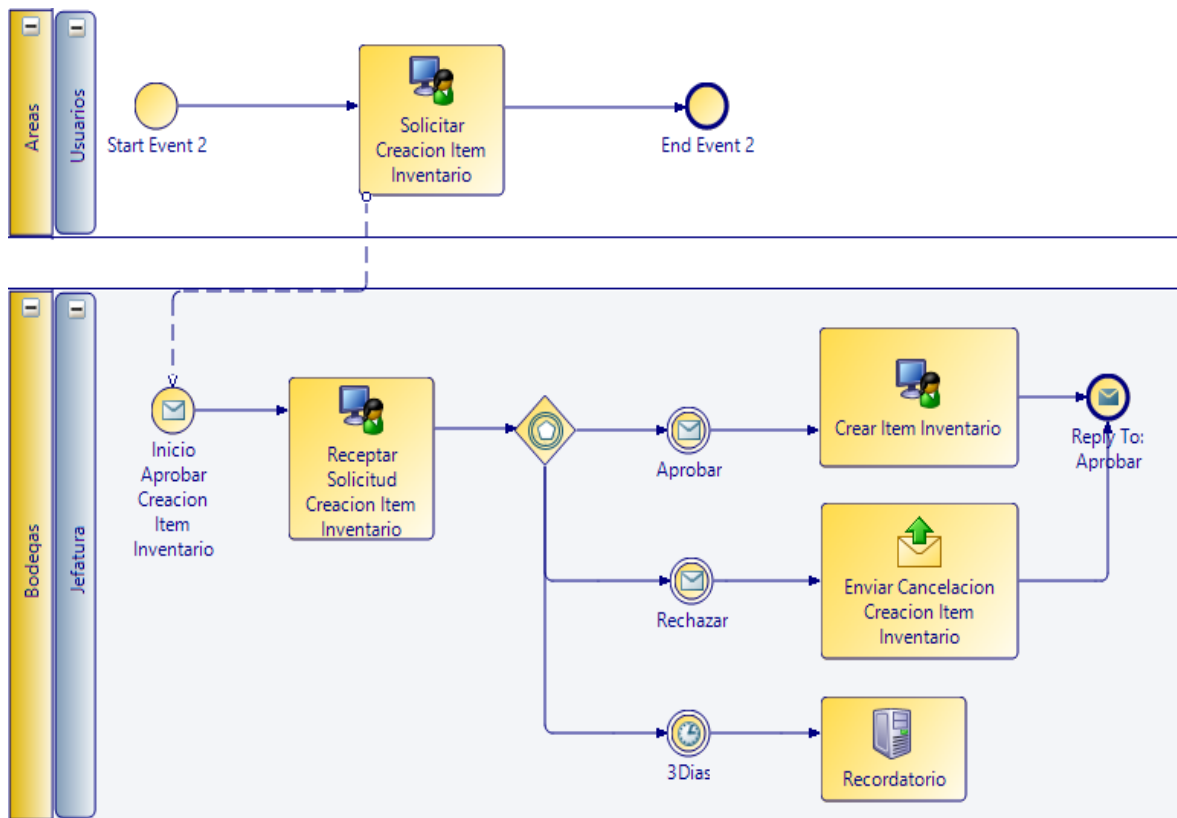 Areas
Usuarios
Start Event 2
Solicitar
Creacion Item
Inventario
End Event 2
Bodegas
Jefatura
Inicio
Aprobar
Creacion
Item
Inventario
Receptar
Solicitud
Creacion Item
Inventario
Aprobar
Crear Item Inventario
Reply To:
Aprobar
Rechazar
Enviar Cancelacion
Creacion Item
Inventario
3Dias
Recordatorio